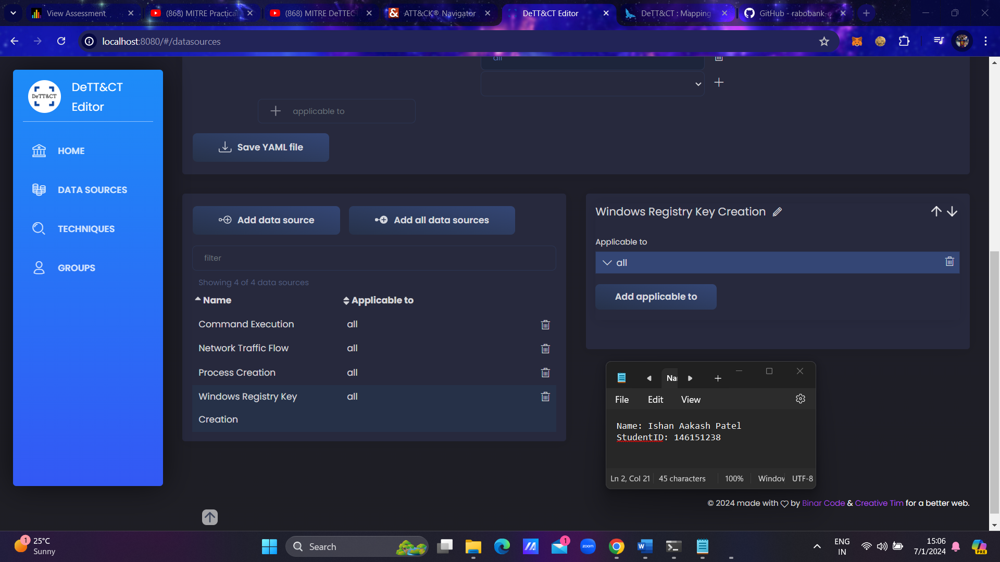 View Assessment
(868) MITRE Practical
(868) MITRE DeTTEC
ATT&CK® Navigator
DeTT&CT Editor
DeTT&CT : Mapping
GitHub - rabobank-c
localhost:8080/#/datasources
DeTT&CT
DeTT&CT
Editor
HOME
DATA SOURCES
TECHNIQUES
GROUPS
all
applicable to
Save YAML file
Add data source
Add all data sources
filter
Showing 4 of 4 data sources
Name Applicable to
Command Execution all
Network Traffic Flow all
Process Creation all
Windows Registry Key all
Creation
Windows Registry Key Creation
Applicable to
all
Add applicable to
Na
File Edit View
Name: Ishan Aakash Patel
StudentID: 146151238
Ln 2, Col 21 45 characters 100% Window UTF-8
© 2024 made with by Binar Code & Creative Tim for a better web.
1
25°C
Sunny
Search
1
zoom
W
ENG
IN
15:06
7/1/2024
PRE